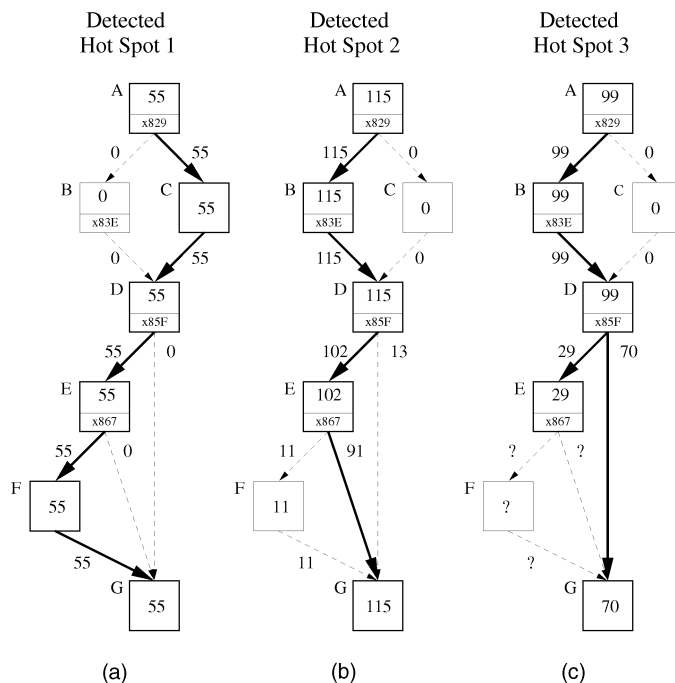 Detected
Hot Spot 1
A
55
x829
0
55
B
0
x83E
C
55
0
55
D
55
x85F
55
0
E
55
x867
55
0
F
55
55
G
55
(a)
Detected
Hot Spot 2
A
115
x829
115
0
B
115
x83E
C
0
115
0
D
115
x85F
102
13
E
102
x867
11
91
F
11
11
G
115
(b)
Detected
Hot Spot 3
A
99
x829
99
0
B
99
x83E
C
0
99
0
D
99
x85F
29
70
E
29
x867
?
?
F
?
?
G
70
(c)